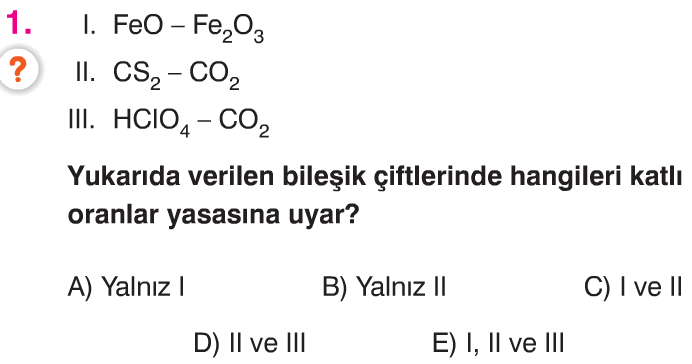 1. I. FeO – Fe₂O₃
? II. CS₂ – CO₂
III. HClO₄ – CO₂
Yukarıda verilen bileşik çiftlerinde hangileri katlı
oranlar yasasına uyar?
A) Yalnız I B) Yalnız II C) I ve II
D) II ve III E) I, II ve III